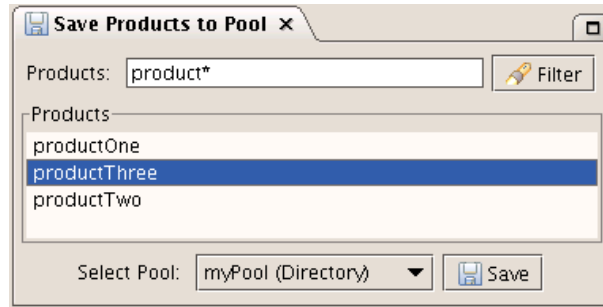 Save Products to Pool
Products: product* Filter
Products
productOne
productThree
productTwo
Select Pool: myPool (Directory) Save